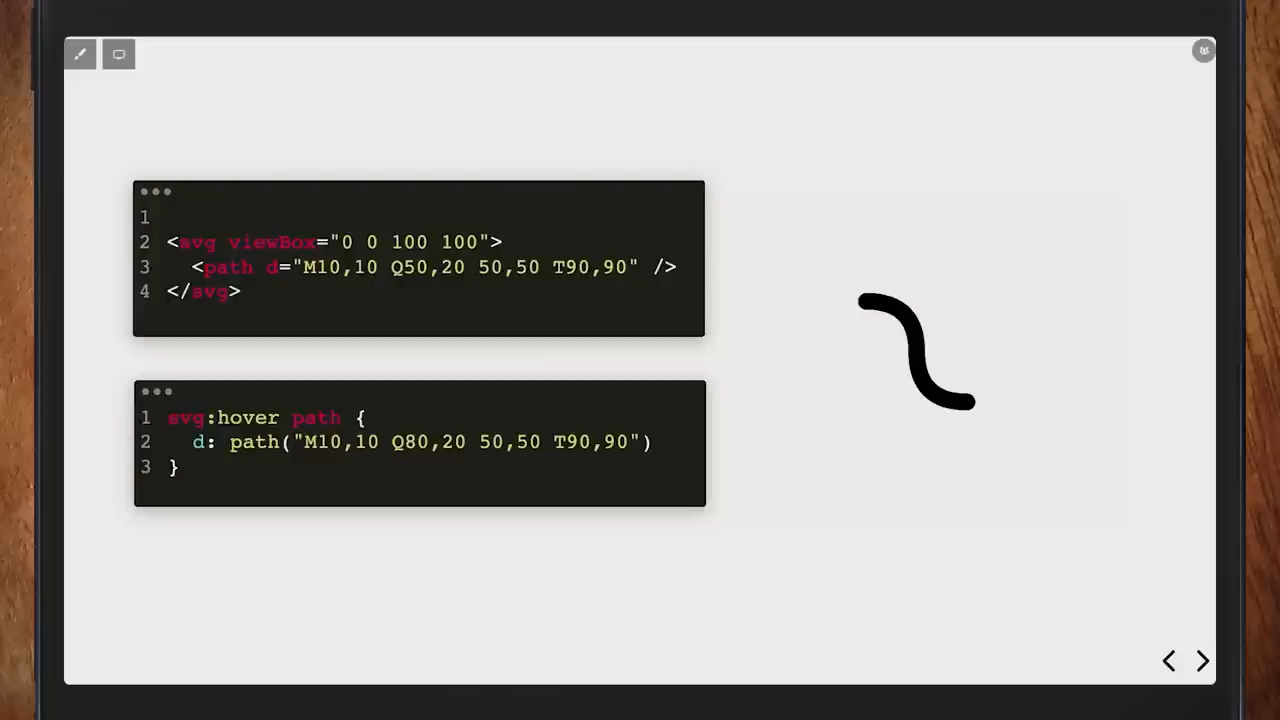 1
2 <svg viewBox="0 0 100 100">
3   <path d="M10,10 Q50,20 50,50 T90,90" />
4 </svg>
1 svg:hover path {
2   d: path("M10,10 Q80,20 50,50 T90,90")
3 }